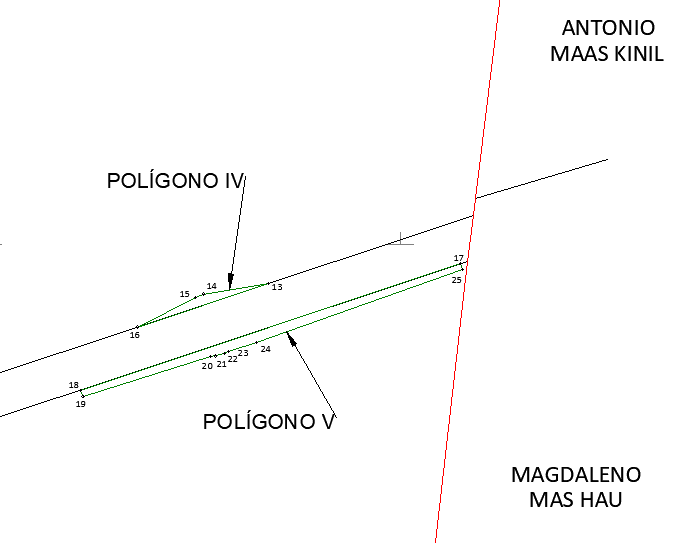 ANTONIO
MAAS KINIL
POLÍGONO IV
17
25
14
15
13
16
18
19
20
21
22
23
24
POLÍGONO V
MAGDALENO
MAS HAU